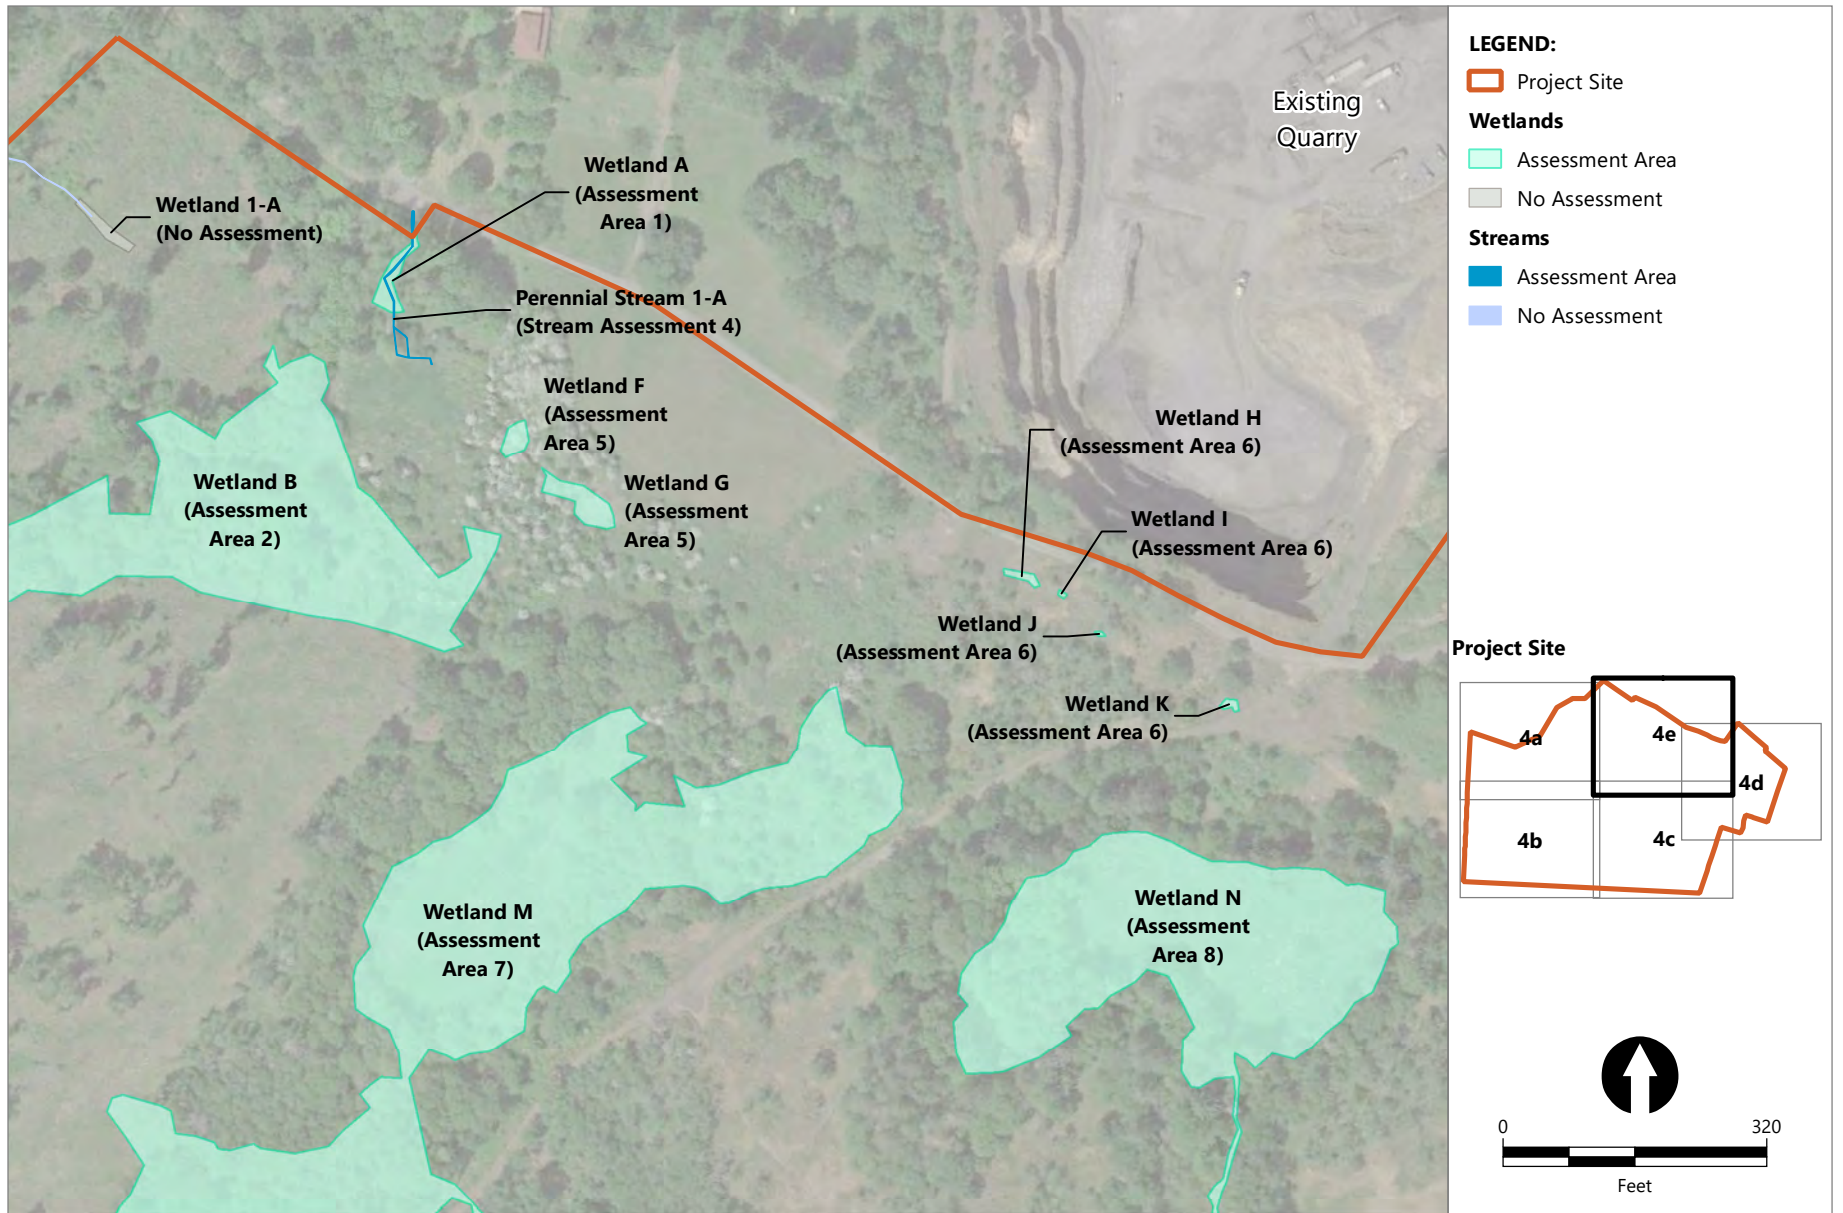 Existing
Quarry
Wetland A
(Assessment
Area 1)
Wetland 1-A
(No Assessment)
Perennial Stream 1-A
(Stream Assessment 4)
Wetland F
(Assessment
Area 5)
Wetland H
(Assessment Area 6)
Wetland B
(Assessment
Area 2)
Wetland G
(Assessment
Area 5)
Wetland I
(Assessment Area 6)
Wetland J
(Assessment Area 6)
Wetland K
(Assessment Area 6)
Wetland M
(Assessment
Area 7)
Wetland N
(Assessment
Area 8)
LEGEND:
Project Site
Wetlands
Assessment Area
No Assessment
Streams
Assessment Area
No Assessment
Project Site
4a
4e
4d
4b
4c
0 320
Feet